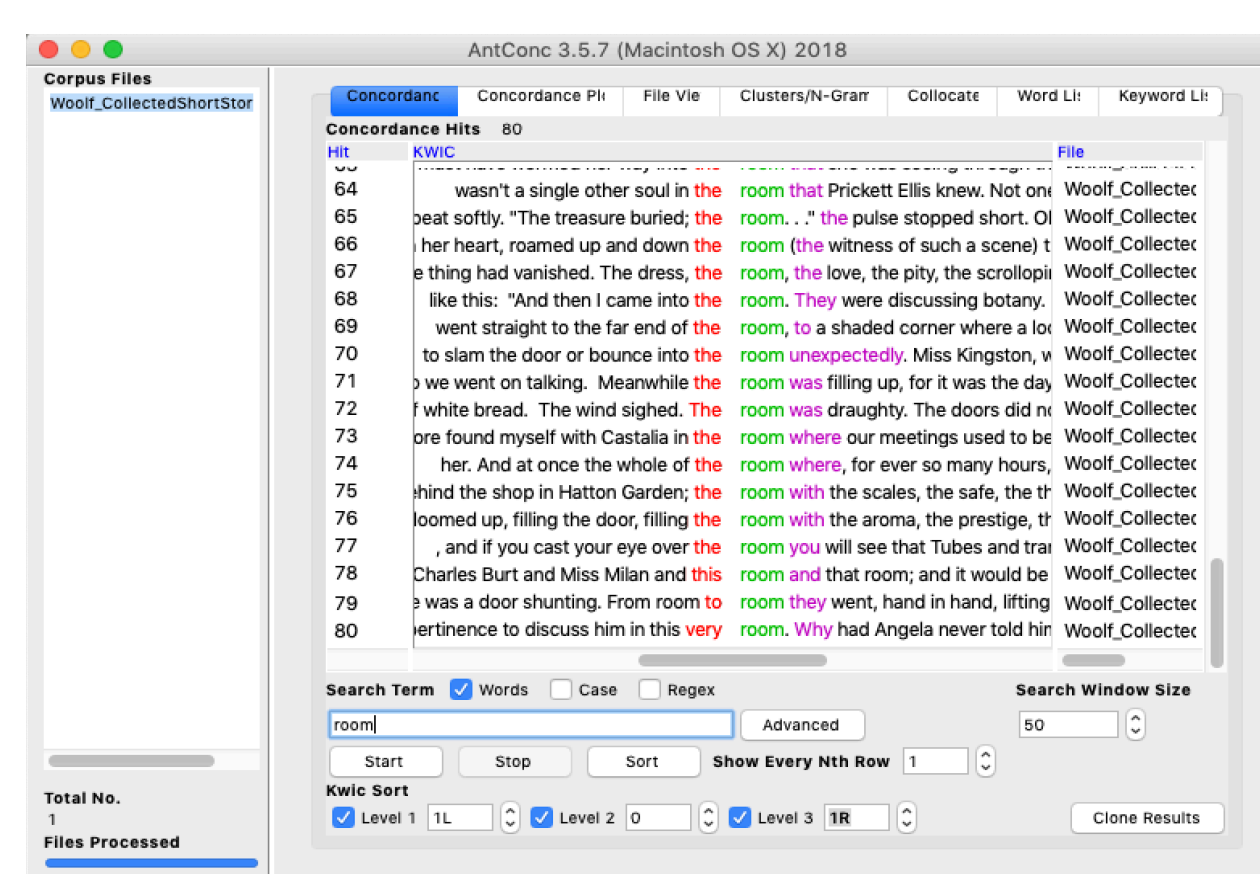 AntConc 3.5.7 (Macintosh OS X) 2018
Corpus Files
Woolf_CollectedShortStor
Concordanc Concordance Plo File Vie Clusters/N-Gram Collocate Word Lis Keyword Lis
Concordance Hits 80
Hit KWIC File
64 wasn't a single other soul in the room that Prickett Ellis knew. Not one Woolf_Collected
65 beat softly. "The treasure buried; the room. . ." the pulse stopped short. Woolf_Collected
66 her heart, roamed up and down the room (the witness of such a scene) t Woolf_Collected
67 e thing had vanished. The dress, the room, the love, the pity, the scrollopin Woolf_Collected
68 like this: "And then I came into the room. They were discussing botany. Woolf_Collected
69 went straight to the far end of the room, to a shaded corner where a loo Woolf_Collected
70 to slam the door or bounce into the room unexpectedly. Miss Kingston, w Woolf_Collected
71 we went on talking. Meanwhile the room was filling up, for it was the day Woolf_Collected
72 f white bread. The wind sighed. The room was draughty. The doors did no Woolf_Collected
73 ore found myself with Castalia in the room where our meetings used to be Woolf_Collected
74 her. And at once the whole of the room where, for ever so many hours, Woolf_Collected
75 ehind the shop in Hatton Garden; the room with the scales, the safe, the th Woolf_Collected
76 loomed up, filling the door, filling the room with the aroma, the prestige, th Woolf_Collected
77 , and if you cast your eye over the room you will see that Tubes and tra Woolf_Collected
78 Charles Burt and Miss Milan and this room and that room; and it would be Woolf_Collected
79 e was a door shunting. From room to room they went, hand in hand, lifting Woolf_Collected
80 pertinence to discuss him in this very room. Why had Angela never told him Woolf_Collected
Search Term Words Case Regex Search Window Size
room Advanced 50
Start Stop Sort Show Every Nth Row 1
Kwic Sort
Level 1 1L Level 2 0 Level 3 1R Clone Results
Total No.
1
Files Processed